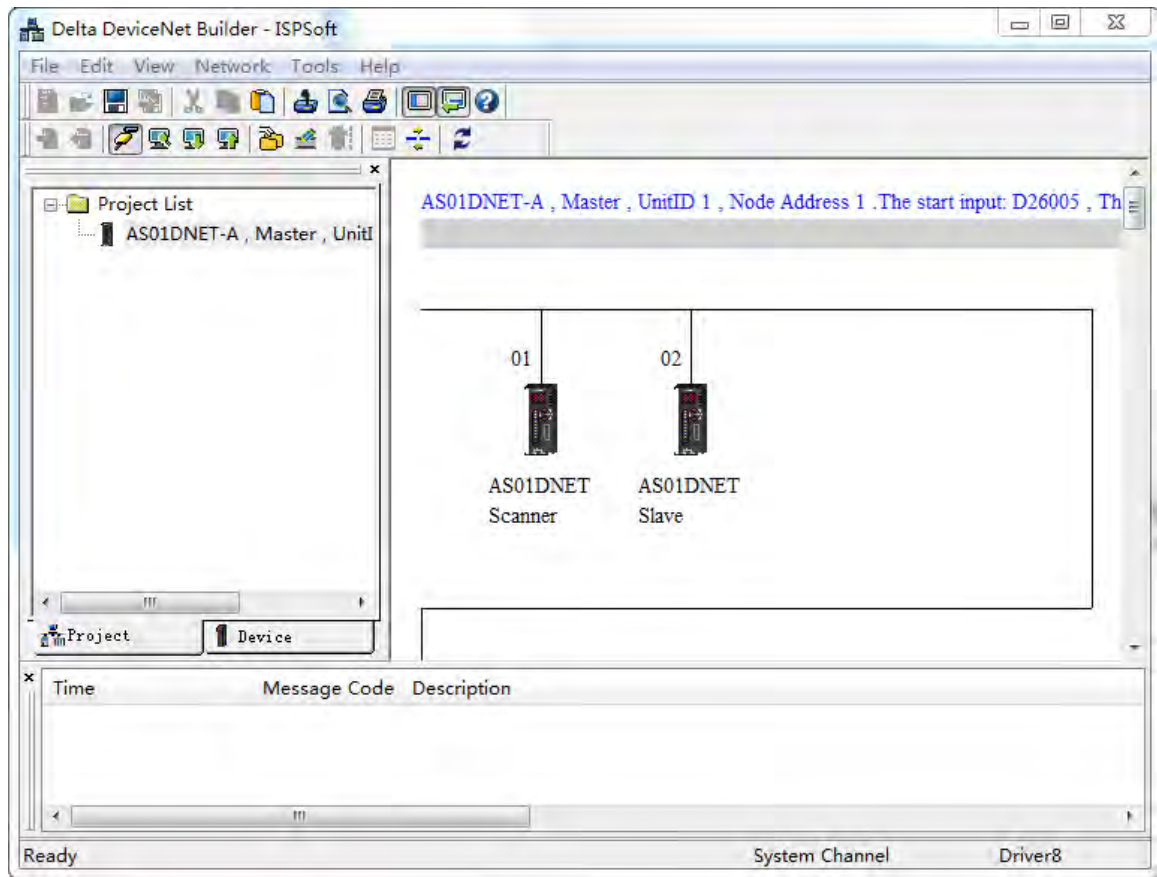 Delta DeviceNet Builder - ISPSoft
File Edit View Network Tools Help
Project List
AS01DNET-A , Master , UnitI
AS01DNET-A , Master , UnitID 1 , Node Address 1 .The start input: D26005 , Th
01 02
AS01DNET AS01DNET
Scanner Slave
Project Device
Time Message Code Description
Ready System Channel Driver8